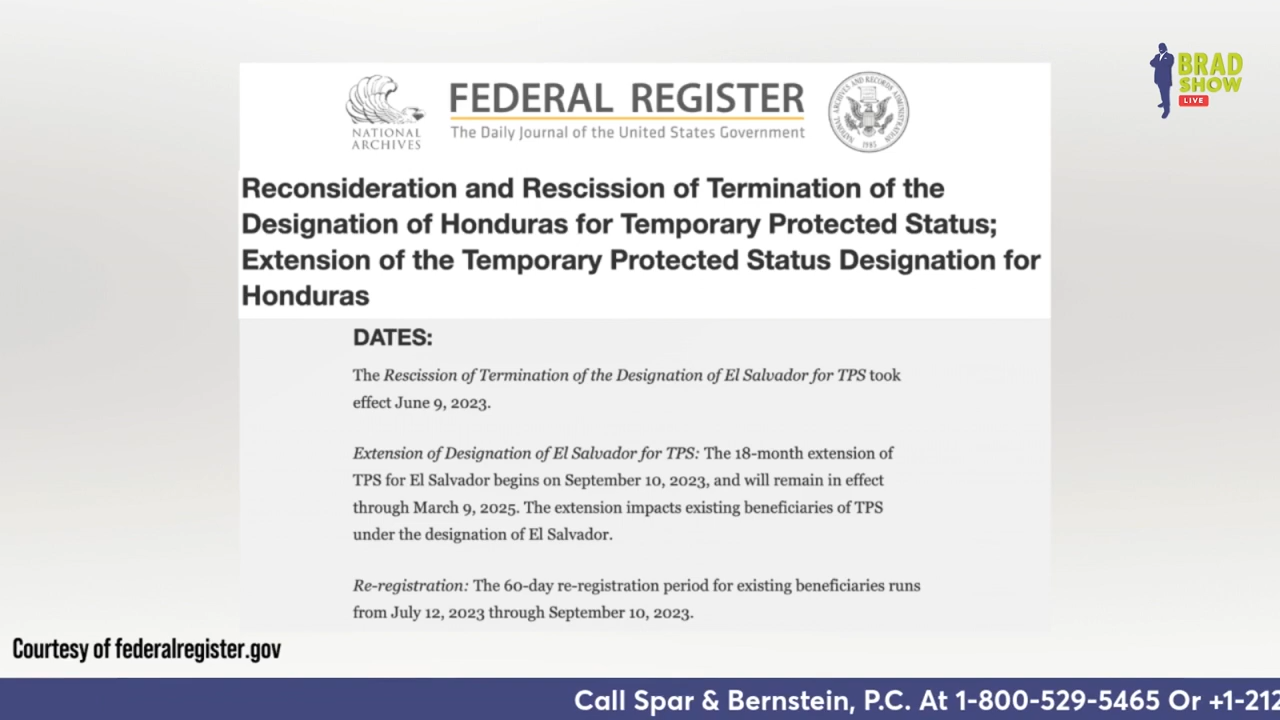 BRAD
SHOW
LIVE
NATIONAL
ARCHIVES
FEDERAL REGISTER
The Daily Journal of the United States Government
NATIONAL ARCHIVES AND RECORDS ADMINISTRATION
1985
Reconsideration and Rescission of Termination of the
Designation of Honduras for Temporary Protected Status;
Extension of the Temporary Protected Status Designation for
Honduras
DATES:
The Rescission of Termination of the Designation of El Salvador for TPS took
effect June 9, 2023.
Extension of Designation of El Salvador for TPS: The 18-month extension of
TPS for El Salvador begins on September 10, 2023, and will remain in effect
through March 9, 2025. The extension impacts existing beneficiaries of TPS
under the designation of El Salvador.
Re-registration: The 60-day re-registration period for existing beneficiaries runs
from July 12, 2023 through September 10, 2023.
Courtesy of federalregister.gov
Call Spar & Bernstein, P.C. At 1-800-529-5465 Or +1-212